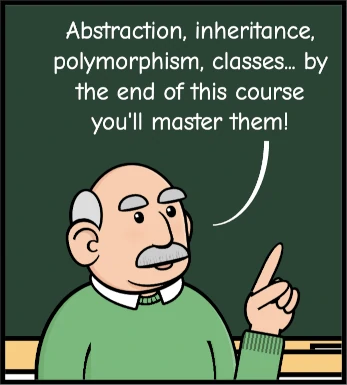 Abstraction, inheritance,
polymorphism, classes... by
the end of this course
you'll master them!